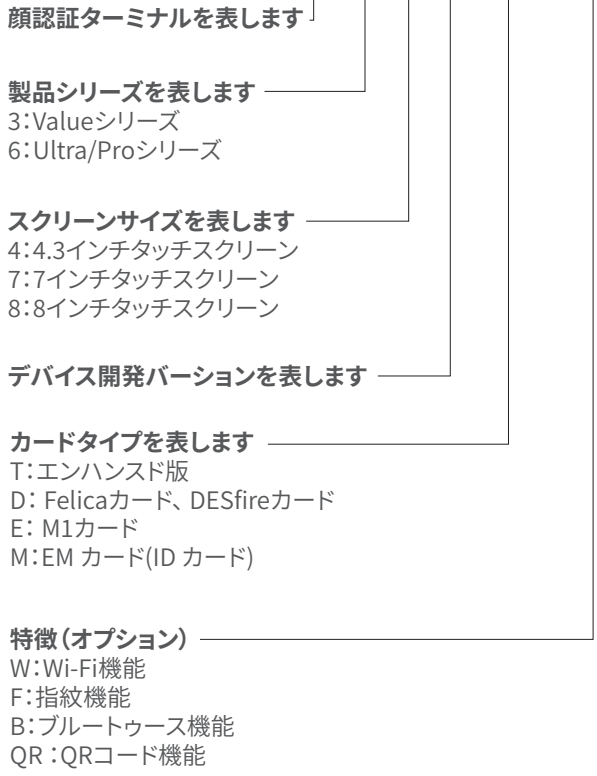 顔認証ターミナルを表します
製品シリーズを表します
3：Valueシリーズ
6：Ultra/Proシリーズ
スクリーンサイズを表します
4：4.3インチタッチスクリーン
7：7インチタッチスクリーン
8：8インチタッチスクリーン
デバイス開発バーションを表します
カードタイプを表します
T：エンハンスド版
D： Felicaカード、DESfireカード
E： M1カード
M：EM カード(ID カード)
特徴（オプション）
W：Wi-Fi機能
F：指紋機能
B：ブルートゥース機能
QR：QRコード機能